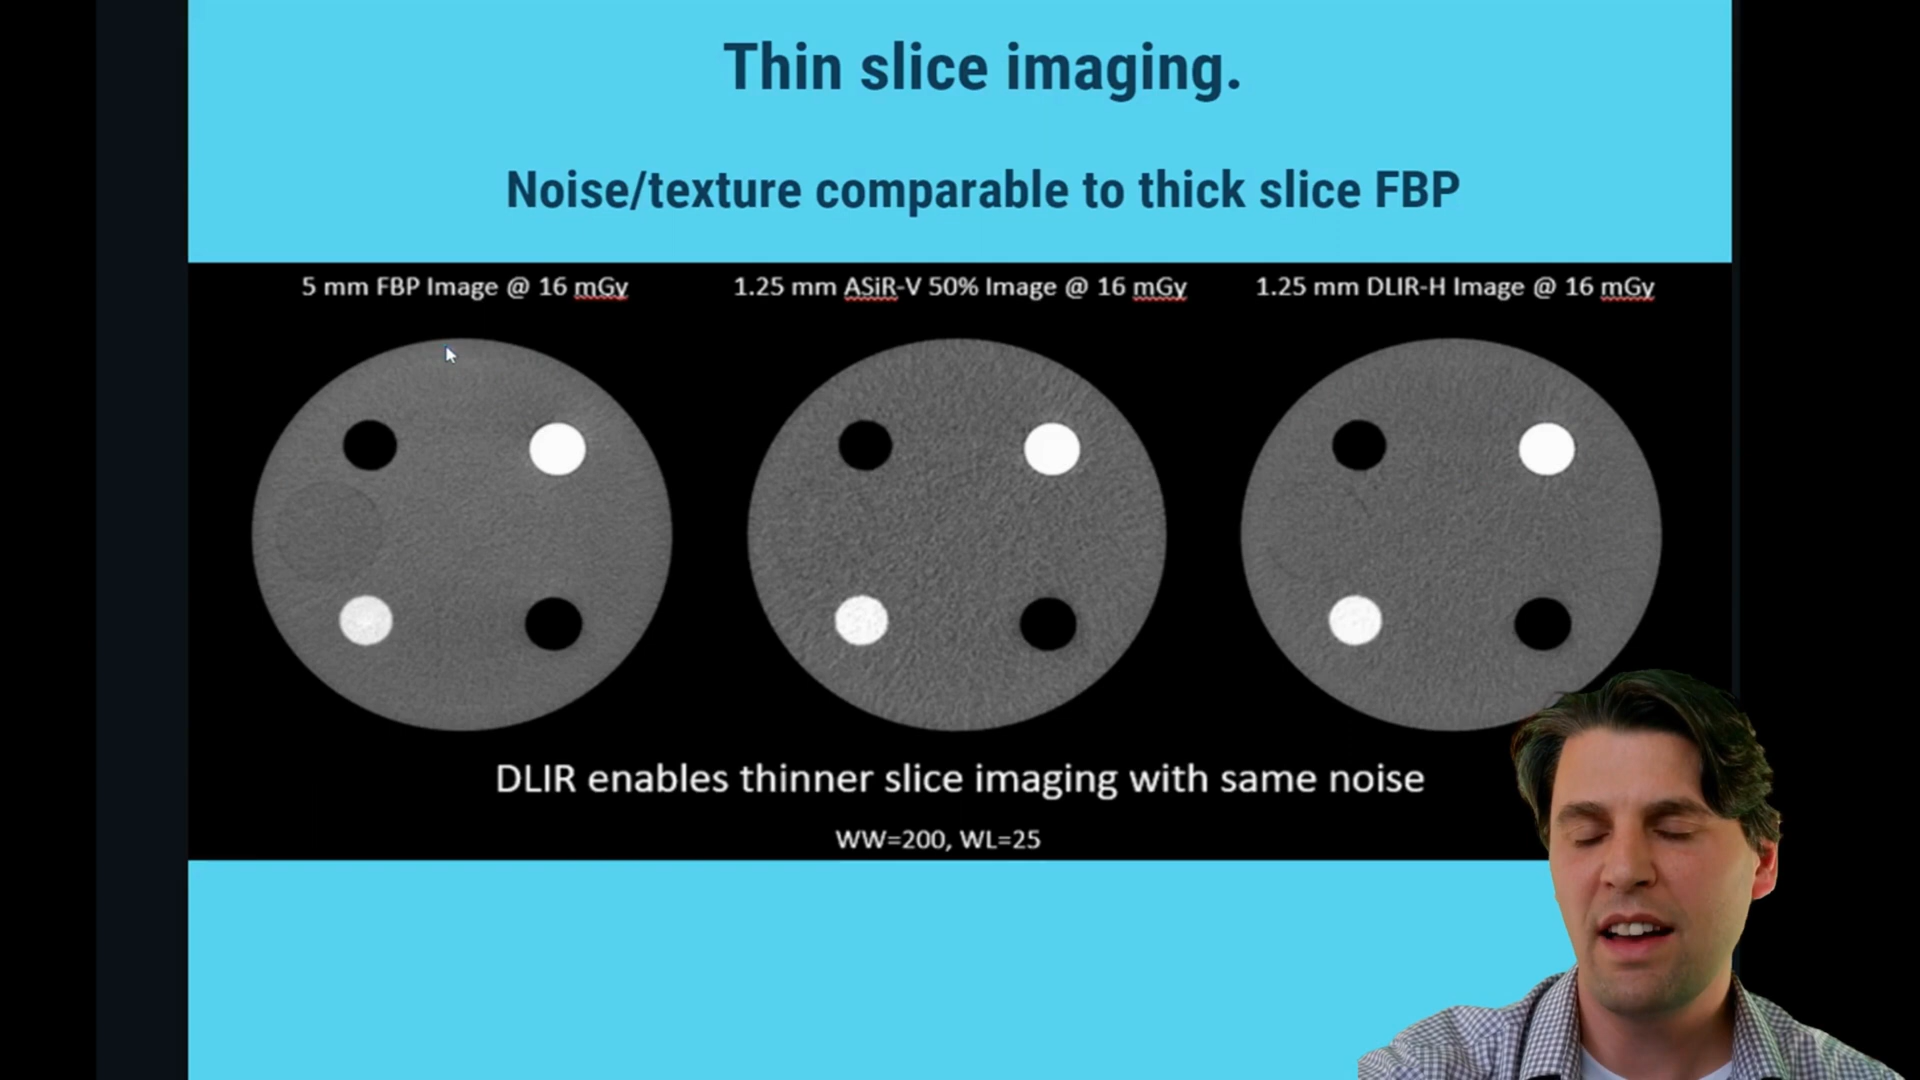 Thin slice imaging.
Noise/texture comparable to thick slice FBP
5 mm FBP Image @ 16 mGy
1.25 mm ASiR-V 50% Image @ 16 mGy
1.25 mm DLIR-H Image @ 16 mGy
DLIR enables thinner slice imaging with same noise
WW=200, WL=25